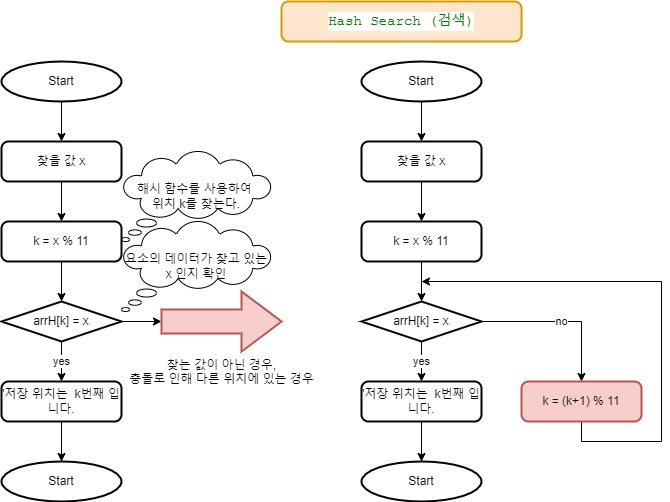 Hash Search (검색)
Start
찾을 값 x
해시 함수를 사용하여
위치 k를 찾는다.
k = x % 11
요소의 데이터가 찾고 있는
x 인지 확인
arrH[k] = x
찾는 값이 아닌 경우,
충돌로 인해 다른 위치에 있는 경우
yes
'저장 위치는  k번째 입
니다.
Start
Start
찾을 값 x
k = x % 11
arrH[k] = x
no
yes
k = (k+1) % 11
'저장 위치는  k번째 입
니다.
Start